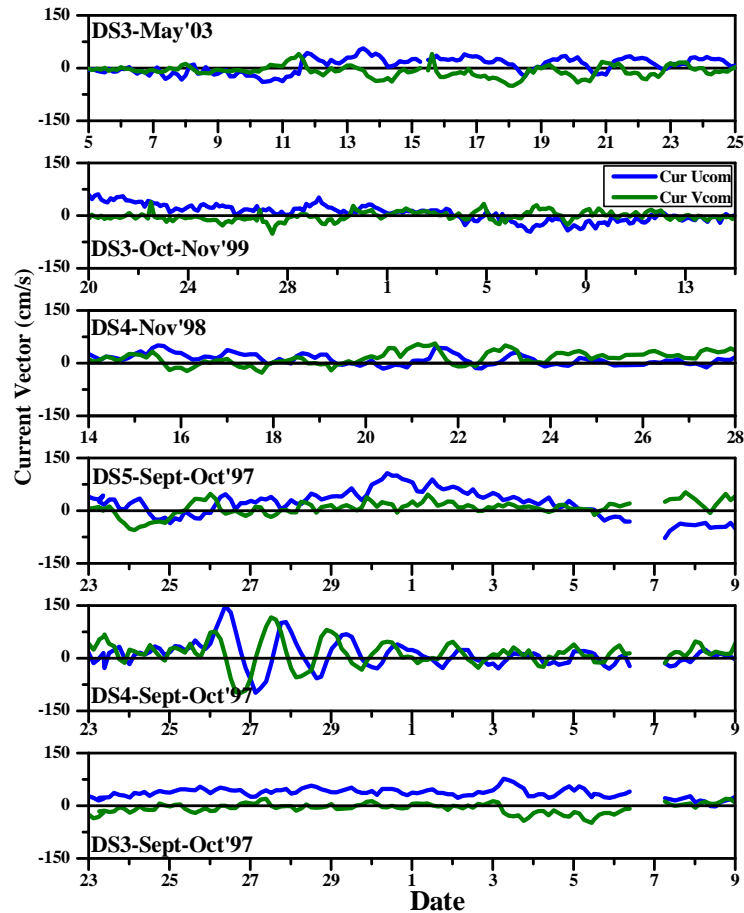 Current Vector (cm/s)
150
DS3-May'03
0
-150
5 7 9 11 13 15 17 19 21 23 25
150
Cur Ucom
Cur Vcom
0
DS3-Oct-Nov'99
-150
20 24 28 1 5 9 13
150
DS4-Nov'98
0
-150
14 16 18 20 22 24 26 28
150
DS5-Sept-Oct'97
0
-150
23 25 27 29 1 3 5 7 9
150
0
DS4-Sept-Oct'97
-150
23 25 27 29 1 3 5 7 9
150
0
DS3-Sept-Oct'97
-150
23 25 27 29 1 3 5 7 9
Date